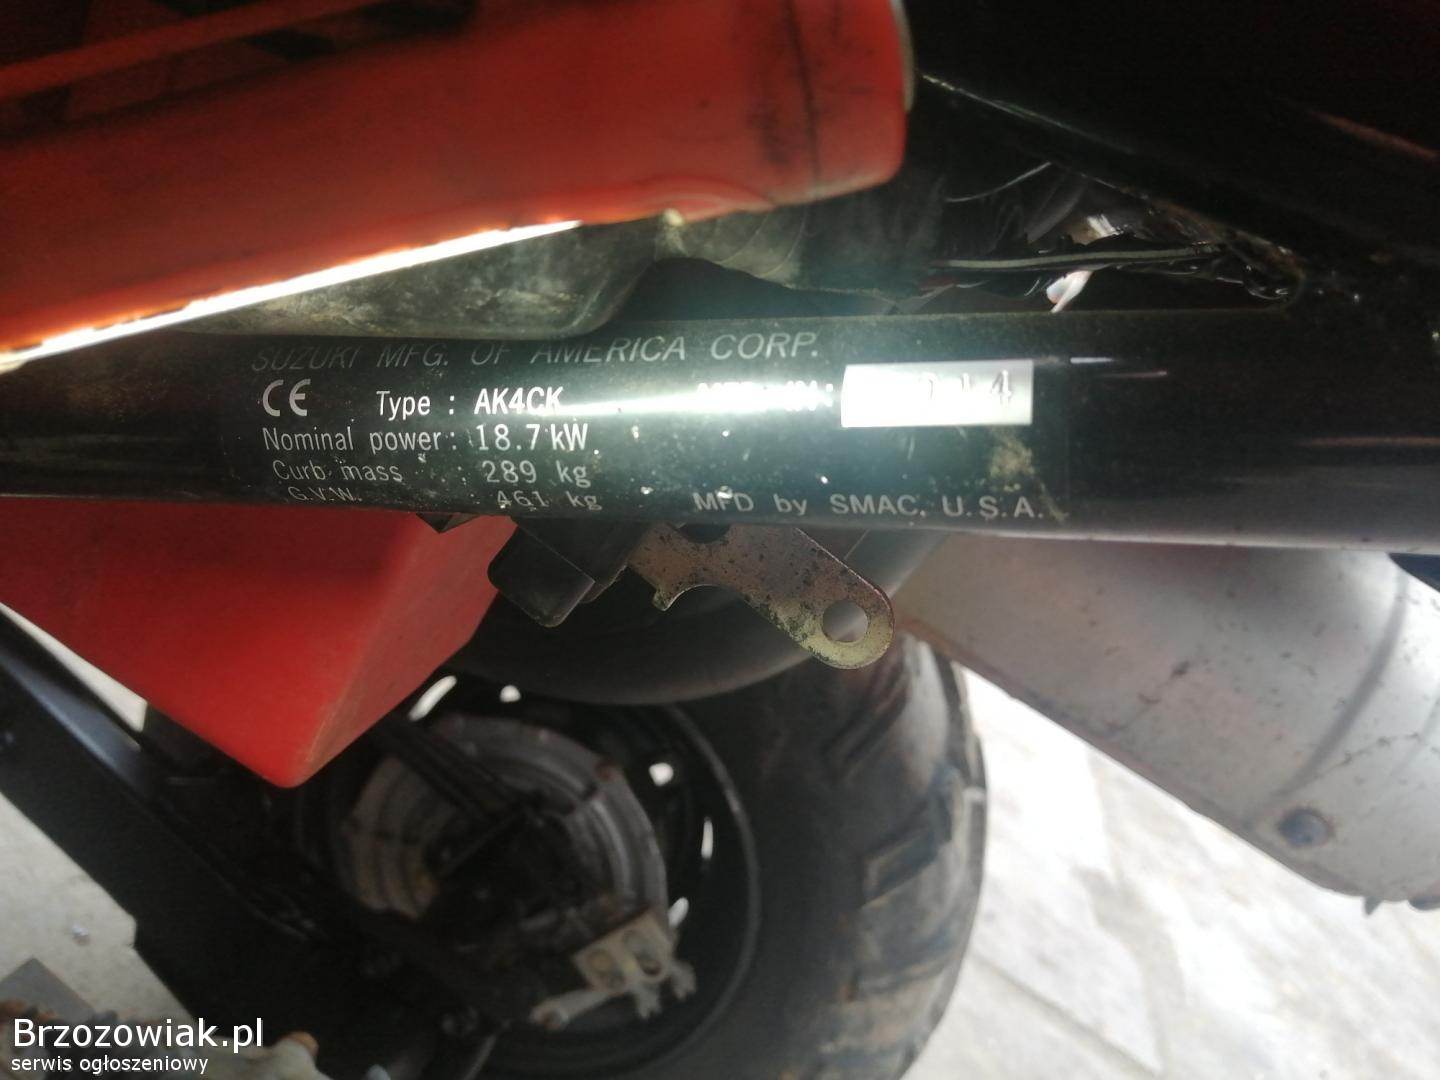 SUZUKI MFG. OF AMERICA CORP.
CE Type : AK4CK
Nominal power : 18.7 kW
Curb mass : 289 kg
G.V.W. : 461 kg
MFD by SMAC, U.S.A.
Brzozowiak.pl
serwis ogłoszeniowy